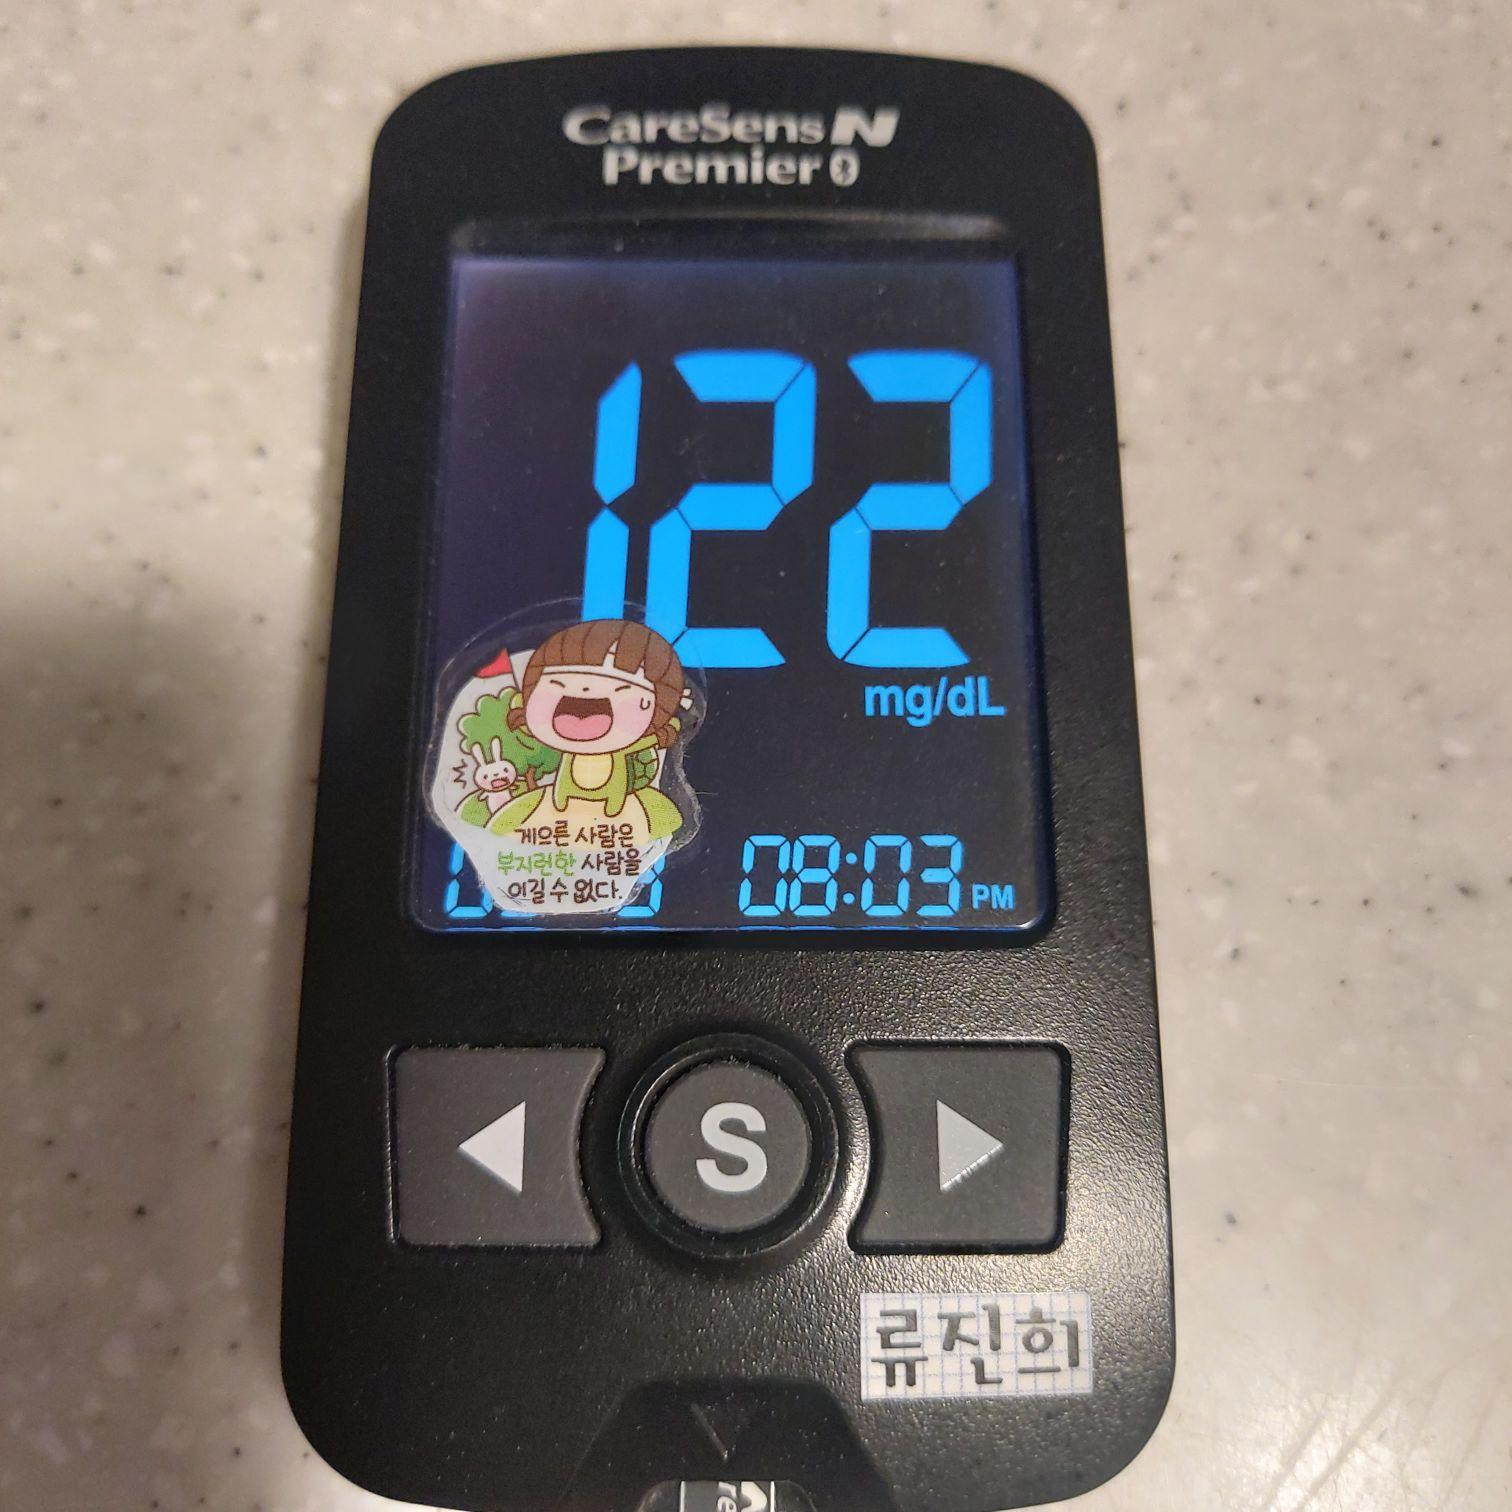 CareSens N
Premier
122
mg/dL
게으른 사람은
부지런한 사람을
이길 수 없다.
08:03 PM
S
류진희